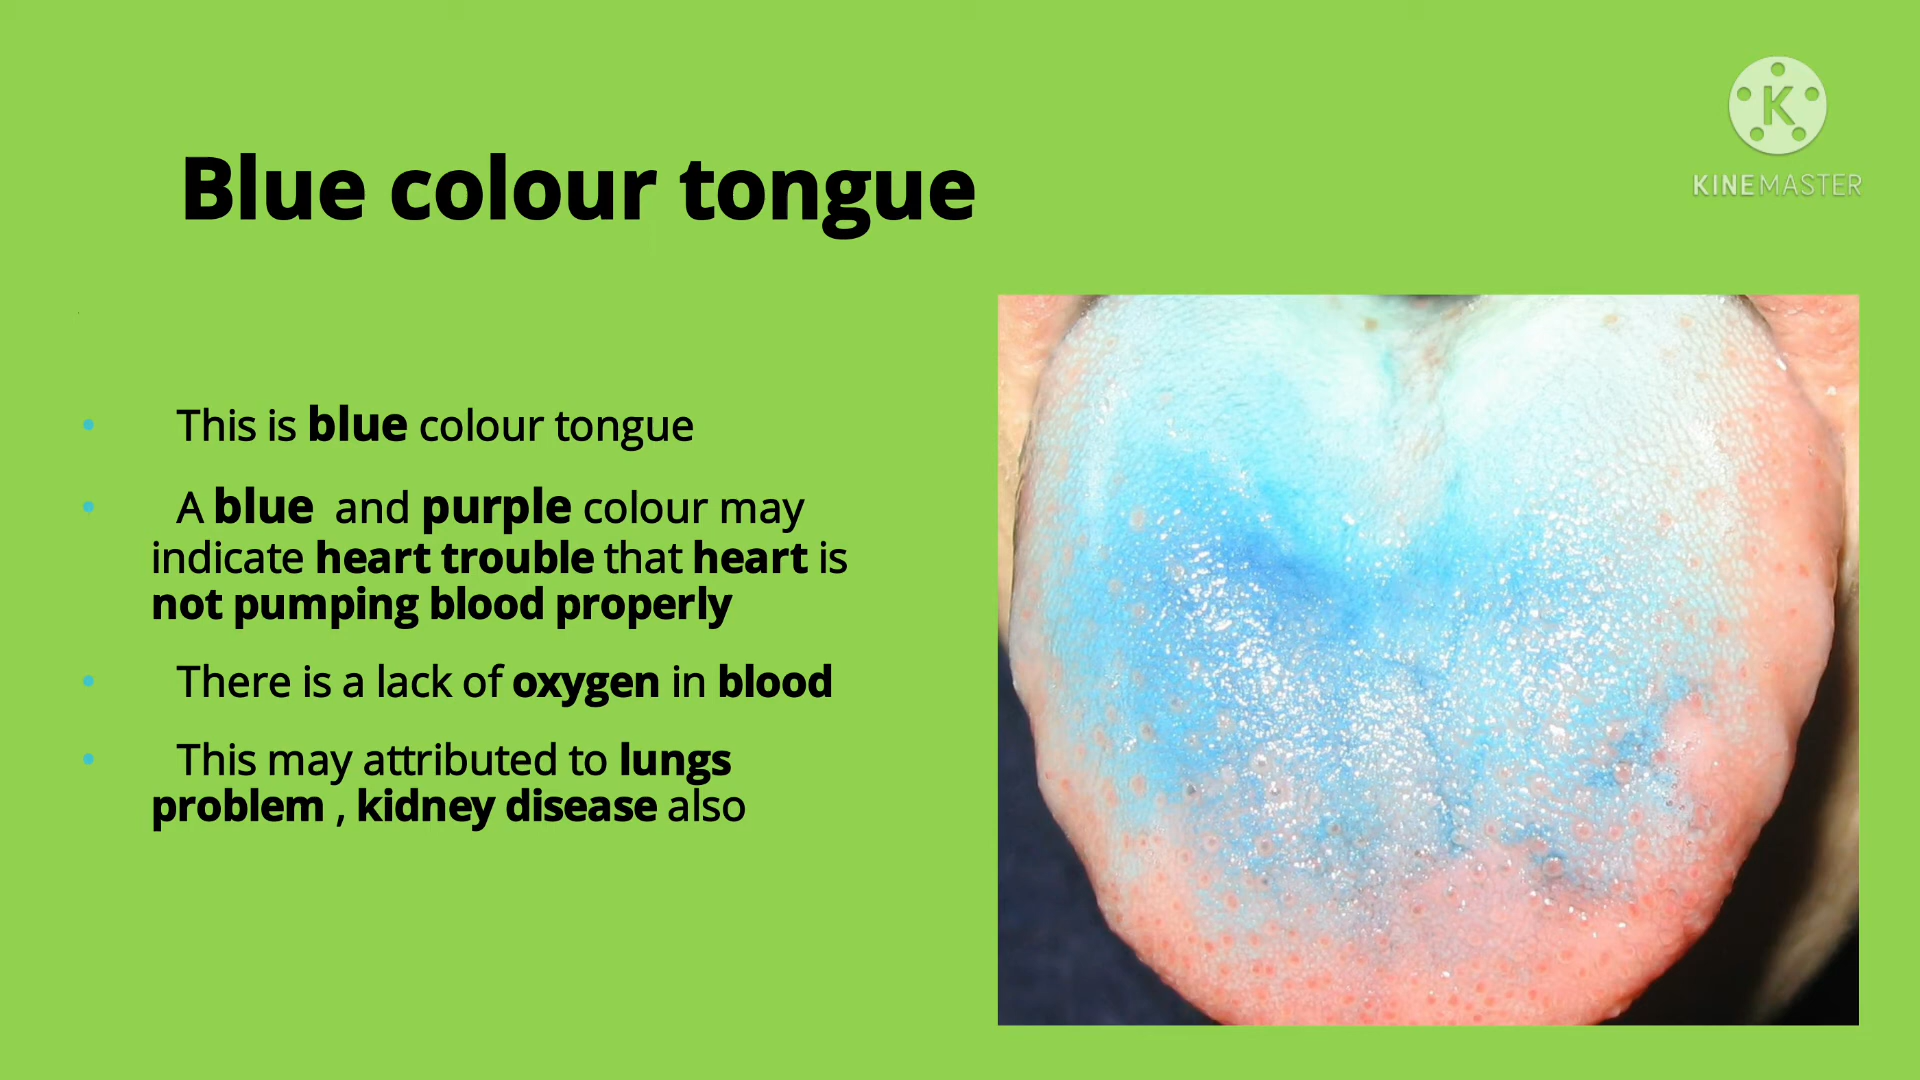 Blue colour tongue
K
KINEMASTER
This is blue colour tongue
A blue and purple colour may
indicate heart trouble that heart is
not pumping blood properly
There is a lack of oxygen in blood
This may attributed to lungs
problem , kidney disease also